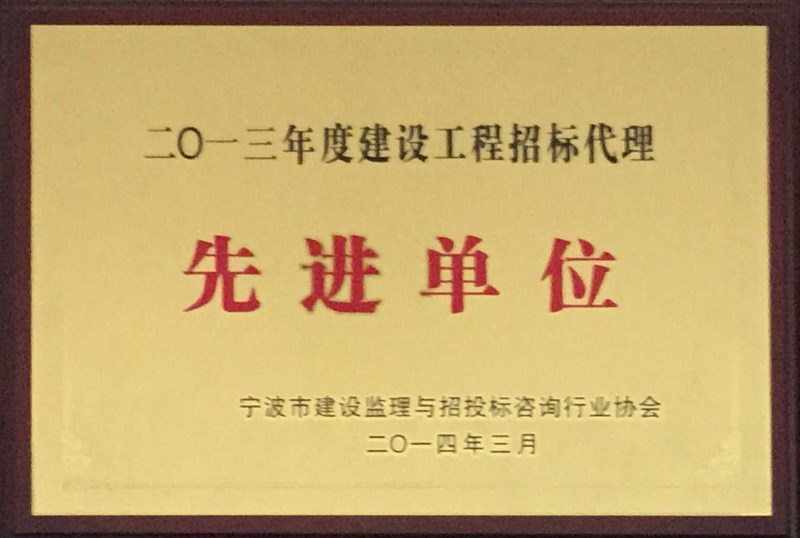 二〇一三年度建设工程招标代理
先进单位
宁波市建设监理与招投标咨询行业协会
二〇一四年三月